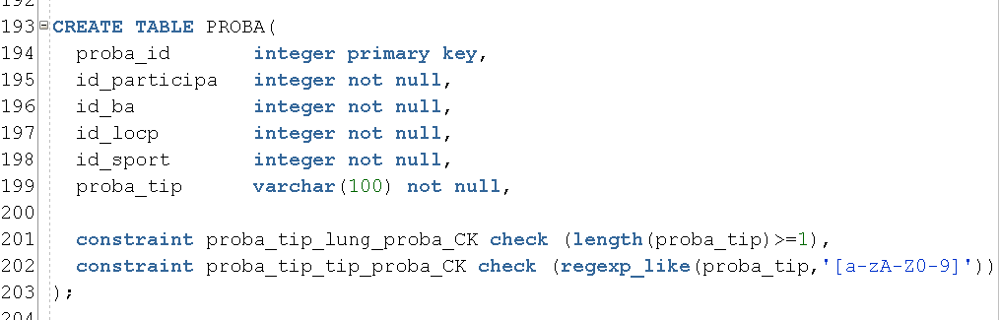 192
193 CREATE TABLE PROBA(
194 proba_id integer primary key,
195 id_participa integer not null,
196 id_ba integer not null,
197 id_locp integer not null,
198 id_sport integer not null,
199 proba_tip varchar(100) not null,
200
201 constraint proba_tip_lung_proba_CK check (length(proba_tip)>=1),
202 constraint proba_tip_tip_proba_CK check (regexp_like(proba_tip,'[a-zA-Z0-9]'))
203 );
204